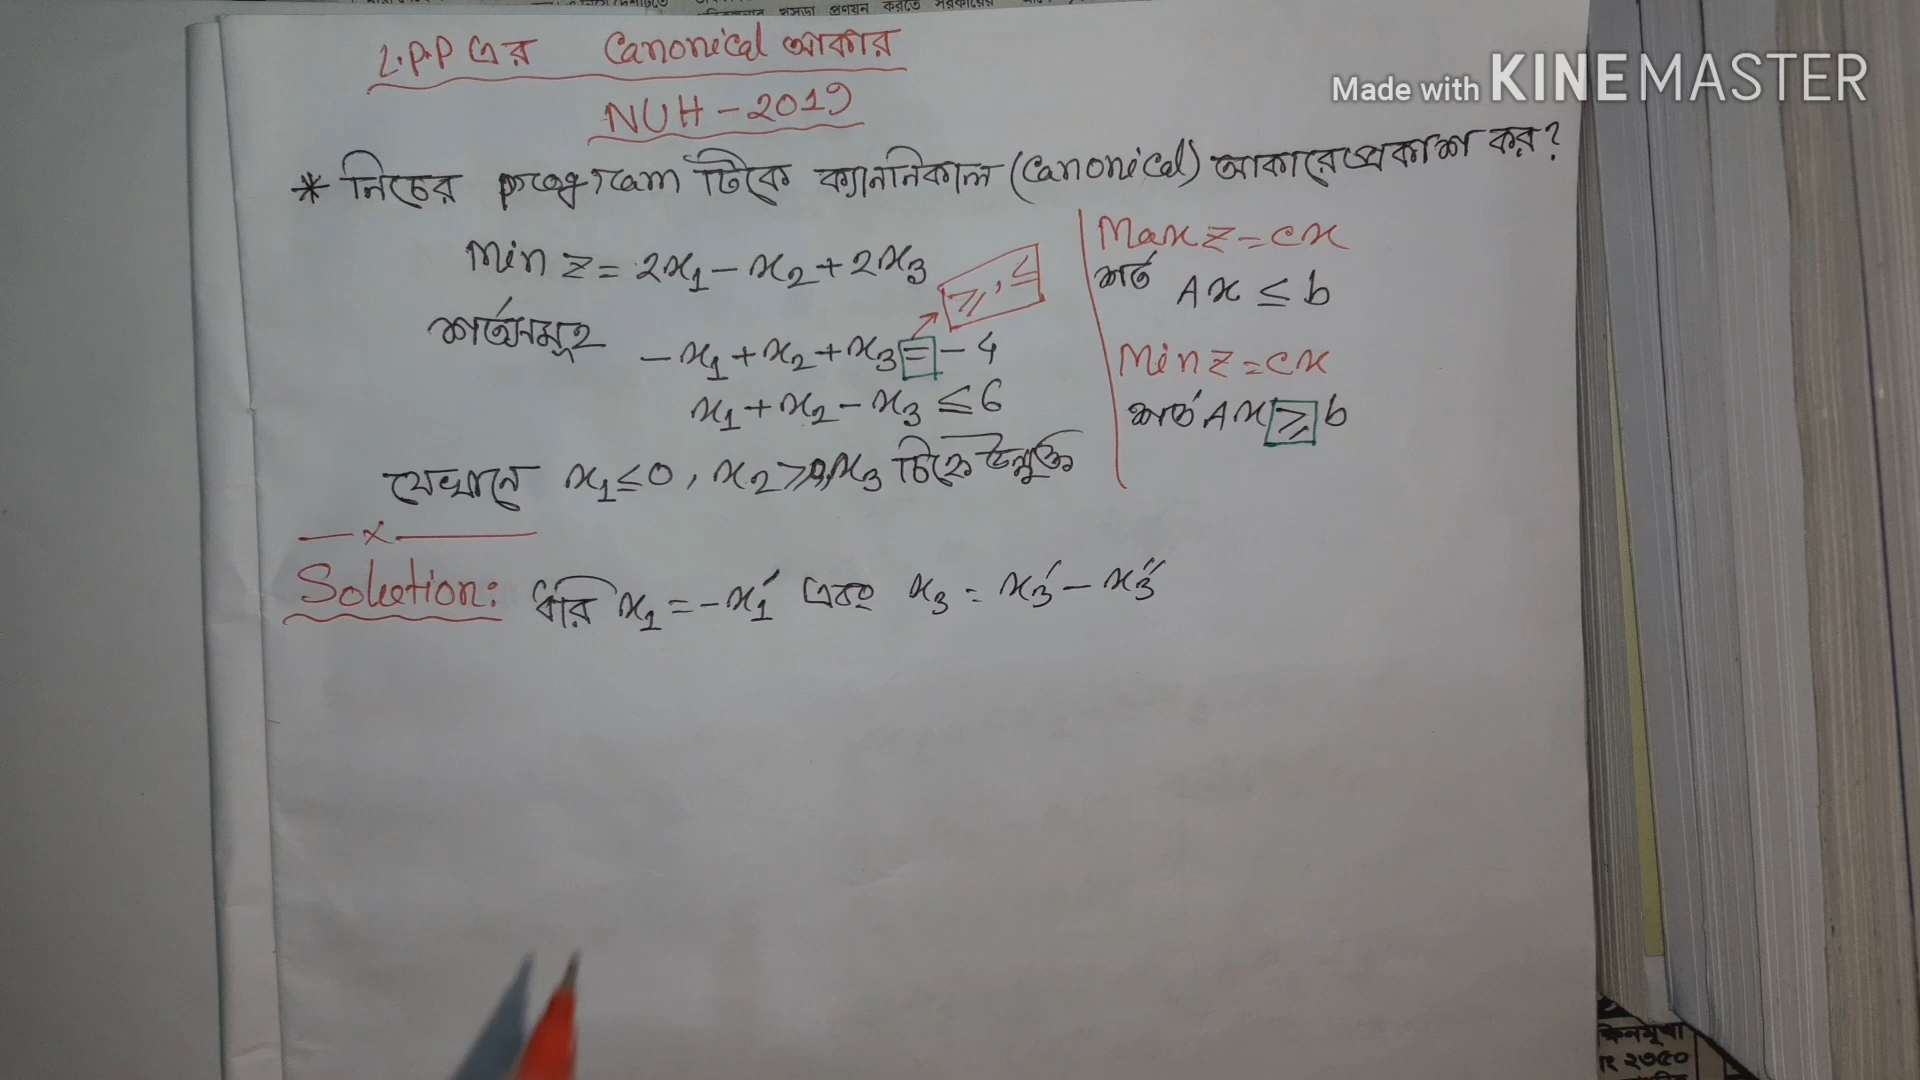 L.P.P এর Canonical আকার
Made with KINEMASTER
NUH - 2019
* নিচের program টিকে ক্যাননিকাল (Canonical) আকারে প্রকাশ কর?
Min z = 2x₁ - x₂ + 2x₃
≥, ≤
শর্তসমূহ
-x₁ + x₂ + x₃ = -4
x₁ + x₂ - x₃ ≤ 6
যেখানে x₁ ≤ 0, x₂ ≥ 0, x₃ চিহ্নে উন্মুক্ত
Max z = cx
শর্ত Ax ≤ b
Min z = cx
শর্ত Ax ≥ b
—x———
Solution: ধরি x₁ = -x₁′ এবং x₃ = x₃′ - x₃″